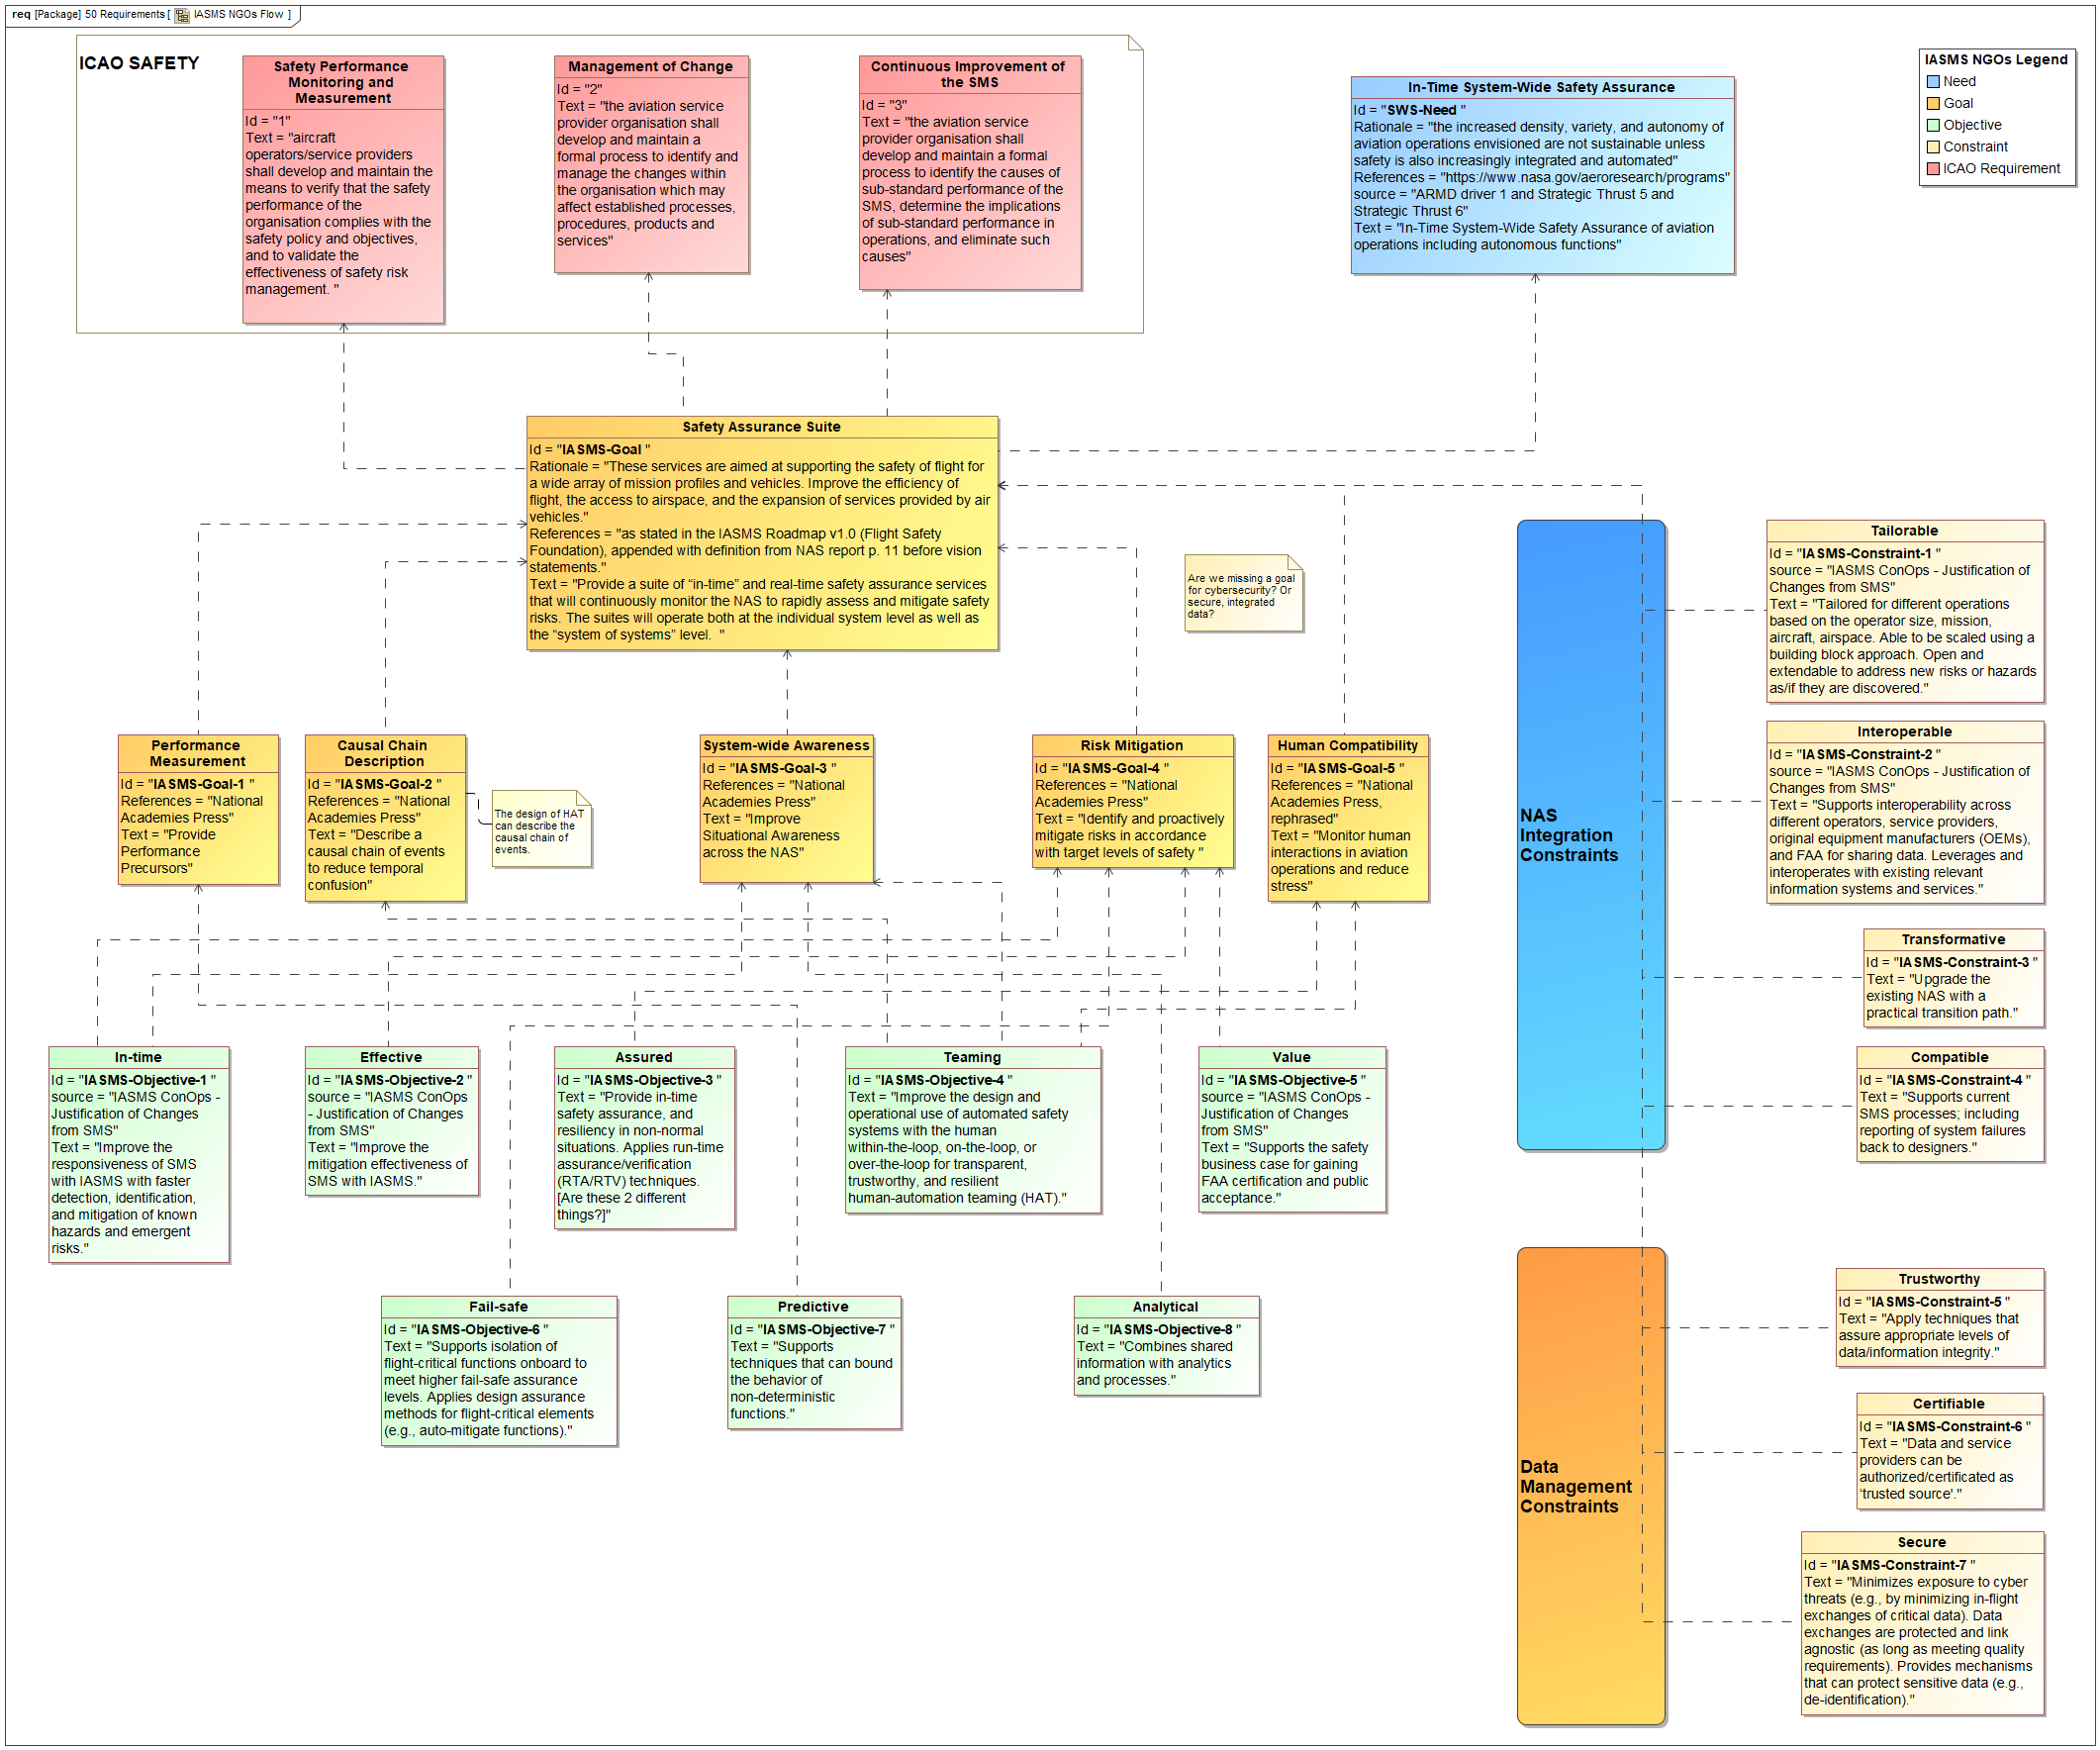 req [Package] 50 Requirements [ IASMS NGOs Flow ]
ICAO SAFETY
Safety Performance
Monitoring and
Measurement
Id = "1"
Text = "aircraft
operators/service providers
shall develop and maintain the
means to verify that the safety
performance of the
organisation complies with the
safety policy and objectives,
and to validate the
effectiveness of safety risk
management. "
Management of Change
Id = "2"
Text = "the aviation service
provider organisation shall
develop and maintain a
formal process to identify and
manage the changes within
the organisation which may
affect established processes,
procedures, products and
services"
Continuous Improvement of
the SMS
Id = "3"
Text = "the aviation service
provider organisation shall
develop and maintain a formal
process to identify the causes of
sub-standard performance of the
SMS, determine the implications
of sub-standard performance in
operations, and eliminate such
causes"
In-Time System-Wide Safety Assurance
Id = "SWS-Need "
Rationale = "the increased density, variety, and autonomy of
aviation operations envisioned are not sustainable unless
safety is also increasingly integrated and automated"
References = "https://www.nasa.gov/aeroresearch/programs"
source = "ARMD driver 1 and Strategic Thrust 5 and
Strategic Thrust 6"
Text = "In-Time System-Wide Safety Assurance of aviation
operations including autonomous functions"
IASMS NGOs Legend
Need
Goal
Objective
Constraint
ICAO Requirement
Safety Assurance Suite
Id = "IASMS-Goal "
Rationale = "These services are aimed at supporting the safety of flight for
a wide array of mission profiles and vehicles. Improve the efficiency of
flight, the access to airspace, and the expansion of services provided by air
vehicles."
References = "as stated in the IASMS Roadmap v1.0 (Flight Safety
Foundation), appended with definition from NAS report p. 11 before vision
statements."
Text = "Provide a suite of “in-time” and real-time safety assurance services
that will continuously monitor the NAS to rapidly assess and mitigate safety
risks. The suites will operate both at the individual system level as well as
the “system of systems” level.  "
Are we missing a goal
for cybersecurity? Or
secure, integrated
data?
Performance
Measurement
Id = "IASMS-Goal-1 "
References = "National
Academies Press"
Text = "Provide
Performance
Precursors"
Causal Chain
Description
Id = "IASMS-Goal-2 "
References = "National
Academies Press"
Text = "Describe a
causal chain of events
to reduce temporal
confusion"
The design of HAT
can describe the
causal chain of
events.
System-wide Awareness
Id = "IASMS-Goal-3 "
References = "National
Academies Press"
Text = "Improve
Situational Awareness
across the NAS"
Risk Mitigation
Id = "IASMS-Goal-4 "
References = "National
Academies Press"
Text = "Identify and proactively
mitigate risks in accordance
with target levels of safety "
Human Compatibility
Id = "IASMS-Goal-5 "
References = "National
Academies Press,
rephrased"
Text = "Monitor human
interactions in aviation
operations and reduce
stress"
NAS
Integration
Constraints
Tailorable
Id = "IASMS-Constraint-1 "
source = "IASMS ConOps - Justification of
Changes from SMS"
Text = "Tailored for different operations
based on the operator size, mission,
aircraft, airspace. Able to be scaled using a
building block approach. Open and
extendable to address new risks or hazards
as/if they are discovered."
Interoperable
Id = "IASMS-Constraint-2 "
source = "IASMS ConOps - Justification of
Changes from SMS"
Text = "Supports interoperability across
different operators, service providers,
original equipment manufacturers (OEMs),
and FAA for sharing data. Leverages and
interoperates with existing relevant
information systems and services."
Transformative
Id = "IASMS-Constraint-3 "
Text = "Upgrade the
existing NAS with a
practical transition path."
Compatible
Id = "IASMS-Constraint-4 "
Text = "Supports current
SMS processes; including
reporting of system failures
back to designers."
In-time
Id = "IASMS-Objective-1 "
source = "IASMS ConOps -
Justification of Changes
from SMS"
Text = "Improve the
responsiveness of SMS
with IASMS with faster
detection, identification,
and mitigation of known
hazards and emergent
risks."
Effective
Id = "IASMS-Objective-2 "
source = "IASMS ConOps
- Justification of Changes
from SMS"
Text = "Improve the
mitigation effectiveness of
SMS with IASMS."
Assured
Id = "IASMS-Objective-3 "
Text = "Provide in-time
safety assurance, and
resiliency in non-normal
situations. Applies run-time
assurance/verification
(RTA/RTV) techniques.
[Are these 2 different
things?]"
Teaming
Id = "IASMS-Objective-4 "
Text = "Improve the design and
operational use of automated safety
systems with the human
within-the-loop, on-the-loop, or
over-the-loop for transparent,
trustworthy, and resilient
human-automation teaming (HAT)."
Value
Id = "IASMS-Objective-5 "
source = "IASMS ConOps -
Justification of Changes
from SMS"
Text = "Supports the safety
business case for gaining
FAA certification and public
acceptance."
Fail-safe
Id = "IASMS-Objective-6 "
Text = "Supports isolation of
flight-critical functions onboard to
meet higher fail-safe assurance
levels. Applies design assurance
methods for flight-critical elements
(e.g., auto-mitigate functions)."
Predictive
Id = "IASMS-Objective-7 "
Text = "Supports
techniques that can bound
the behavior of
non-deterministic
functions."
Analytical
Id = "IASMS-Objective-8 "
Text = "Combines shared
information with analytics
and processes."
Data
Management
Constraints
Trustworthy
Id = "IASMS-Constraint-5 "
Text = "Apply techniques that
assure appropriate levels of
data/information integrity."
Certifiable
Id = "IASMS-Constraint-6 "
Text = "Data and service
providers can be
authorized/certificated as
‘trusted source’."
Secure
Id = "IASMS-Constraint-7 "
Text = "Minimizes exposure to cyber
threats (e.g., by minimizing in-flight
exchanges of critical data). Data
exchanges are protected and link
agnostic (as long as meeting quality
requirements). Provides mechanisms
that can protect sensitive data (e.g.,
de-identification)."